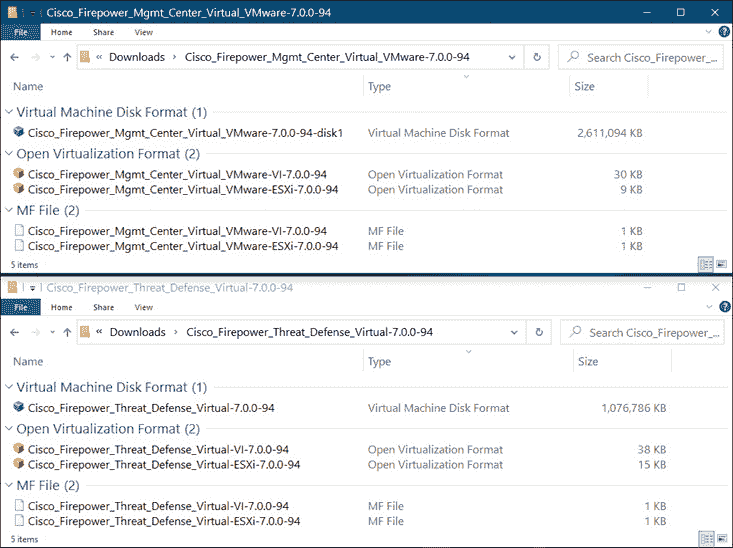 Cisco_Firepower_Mgmt_Center_Virtual_VMware-7.0.0-94
File Home Share View
« Downloads > Cisco_Firepower_Mgmt_Center_Virtual_VMware-7.0.0-94 Search Cisco_Firepower_...
Name Type Size
Virtual Machine Disk Format (1)
Cisco_Firepower_Mgmt_Center_Virtual_VMware-7.0.0-94-disk1 Virtual Machine Disk Format 2,611,094 KB
Open Virtualization Format (2)
Cisco_Firepower_Mgmt_Center_Virtual_VMware-VI-7.0.0-94 Open Virtualization Format 30 KB
Cisco_Firepower_Mgmt_Center_Virtual_VMware-ESXi-7.0.0-94 Open Virtualization Format 9 KB
MF File (2)
Cisco_Firepower_Mgmt_Center_Virtual_VMware-VI-7.0.0-94 MF File 1 KB
Cisco_Firepower_Mgmt_Center_Virtual_VMware-ESXi-7.0.0-94 MF File 1 KB
5 items
Cisco_Firepower_Threat_Defense_Virtual-7.0.0-94
File Home Share View
« Downloads > Cisco_Firepower_Threat_Defense_Virtual-7.0.0-94 Search Cisco_Firepower_...
Name Type Size
Virtual Machine Disk Format (1)
Cisco_Firepower_Threat_Defense_Virtual-7.0.0-94 Virtual Machine Disk Format 1,076,786 KB
Open Virtualization Format (2)
Cisco_Firepower_Threat_Defense_Virtual-VI-7.0.0-94 Open Virtualization Format 38 KB
Cisco_Firepower_Threat_Defense_Virtual-ESXi-7.0.0-94 Open Virtualization Format 15 KB
MF File (2)
Cisco_Firepower_Threat_Defense_Virtual-VI-7.0.0-94 MF File 1 KB
Cisco_Firepower_Threat_Defense_Virtual-ESXi-7.0.0-94 MF File 1 KB
5 items